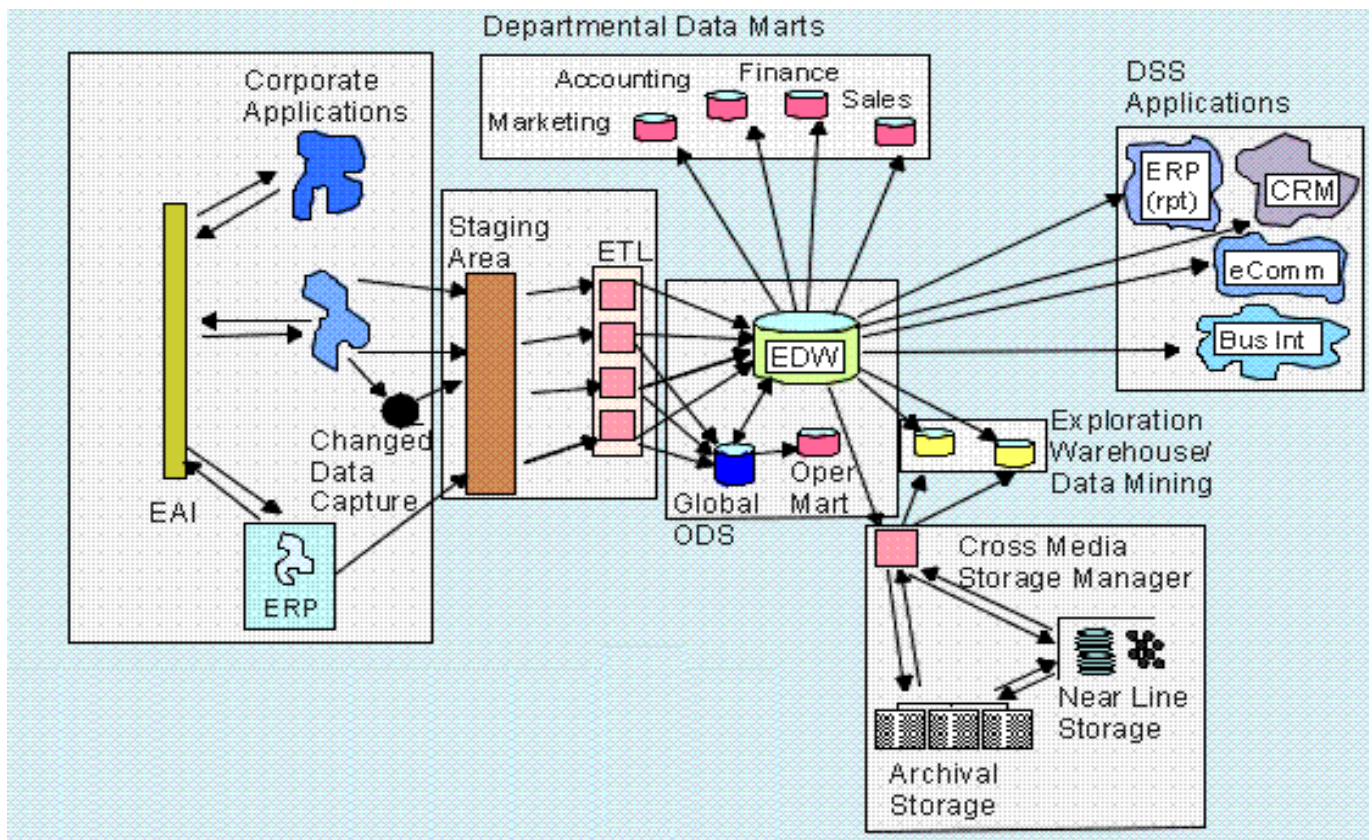 Departmental Data Marts
Corporate
Applications
Accounting
Finance
Marketing
Sales
DSS
Applications
ERP
(rpt)
CRM
eComm
Bus Int
Staging
Area
ETL
EDW
Changed
Data
Capture
EAI
ERP
Global
ODS
Oper
Mart
Exploration
Warehouse/
Data Mining
Cross Media
Storage Manager
Near Line
Storage
Archival
Storage